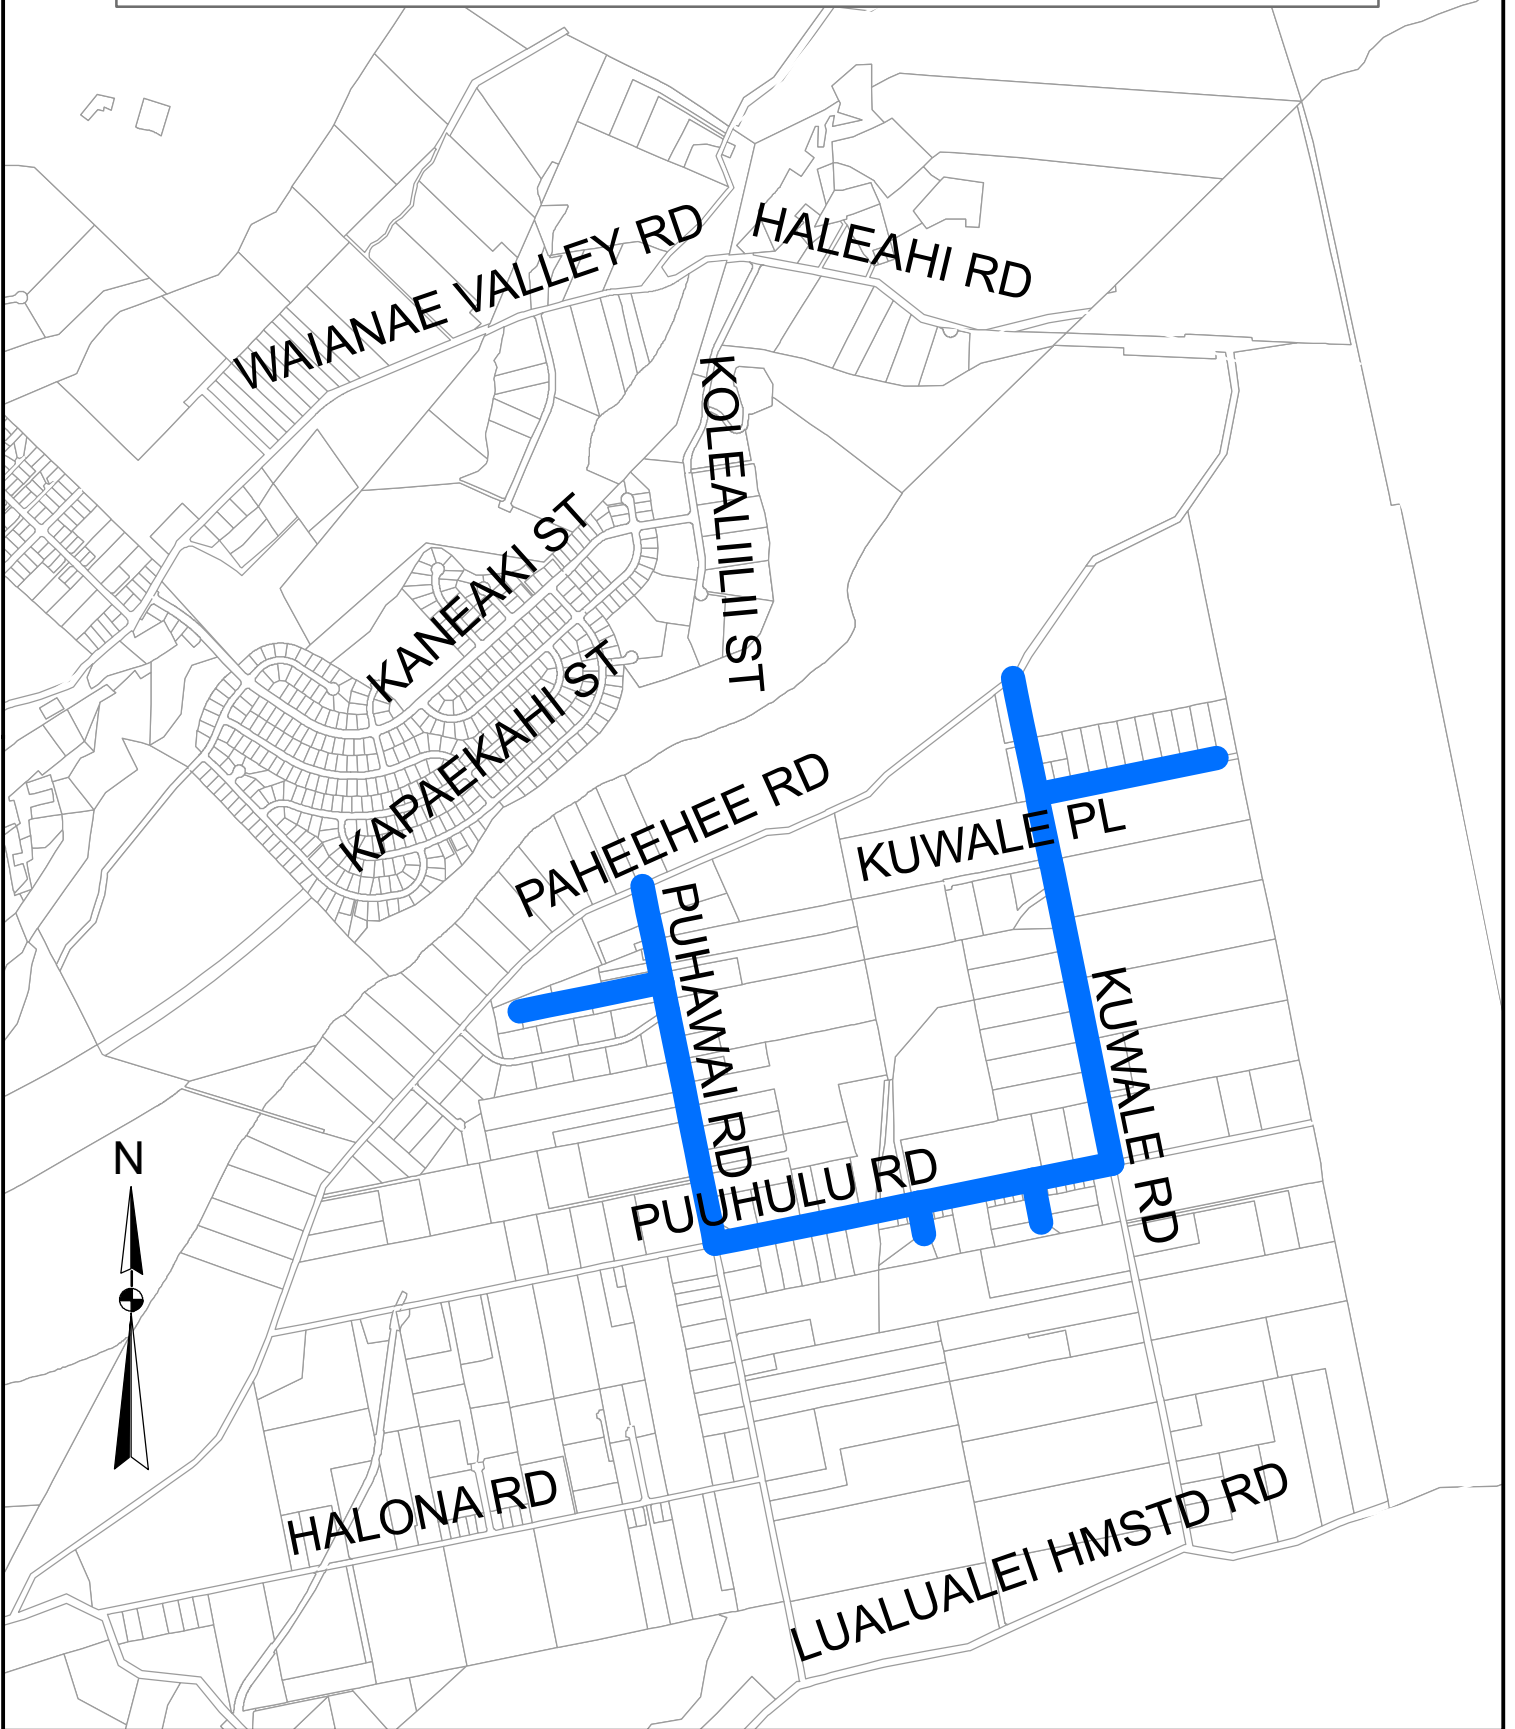 WAIANAE VALLEY RD
HALEAHI RD
KOLEALIILII ST
KANEAKI ST
KAPAEKAHI ST
PAHEEHEE RD
KUWALE PL
PUHAWAI RD
KUWALE RD
N
PUUHULU RD
HALONA RD
LUALUALEI HMSTD RD